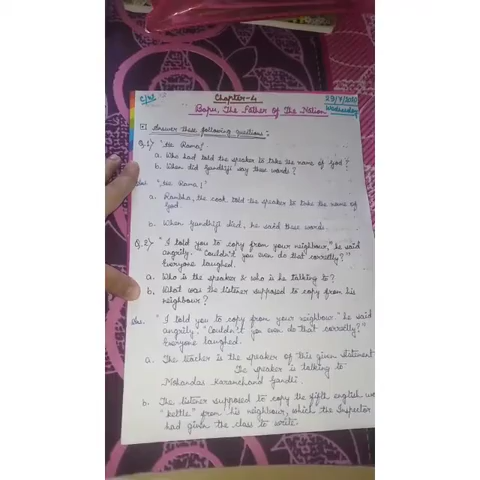 C/W
Chapter-4
29/7/2020
Bapu, The Father Of The Nation
Wednesday
Answer these following questions:-
Q.1)>
Rama!
a. Who had told the speaker to take the name of God?
b. When did Gandhiji say these words?
Ans. Rama!"
a. Rambha, the cook told the speaker to take the name of
God.
b. When Gandhiji died, he said these words.
Q.2)> "I told you to copy from your neighbour," he said
angrily. "Couldn't you even do that correctly?"
Everyone laughed.
a. Who is the speaker & who is he talking to?
b. What was the listener supposed to copy from his
neighbour?
Ans. "I told you to copy from your neighbour." he said
angrily. "Couldn't you even do that correctly?"
Everyone laughed.
a. The teacher is the speaker of this given statement
The speaker is talking to
Mohandas Karamchand Gandhi.
b. The listener supposed to copy the fifth english
"kettle" from his neighbour, which the Inspector
had given the class to write.